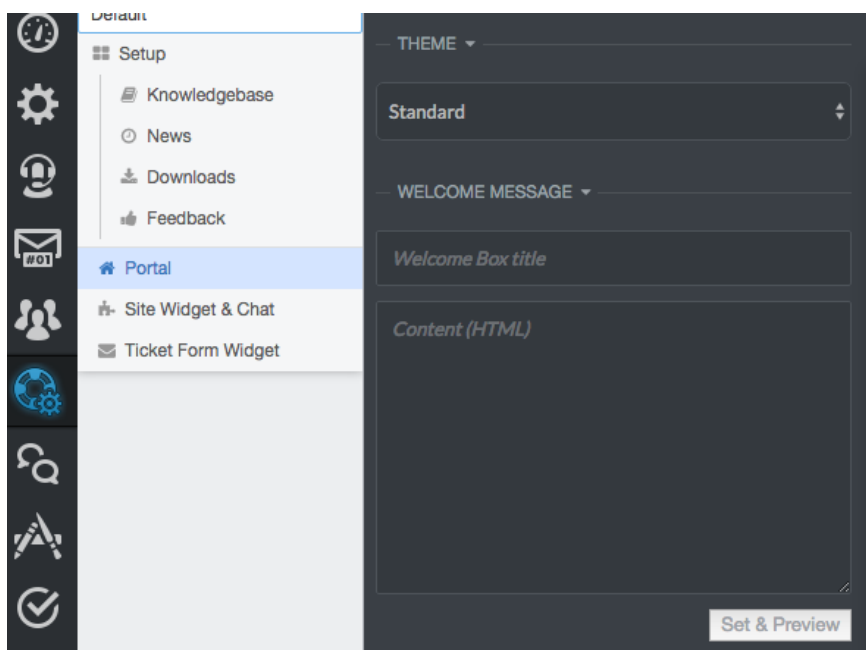 Default
Setup
Knowledgebase
News
Downloads
Feedback
Portal
Site Widget & Chat
Ticket Form Widget
#01
THEME
Standard
WELCOME MESSAGE
Welcome Box title
Content (HTML)
Set & Preview